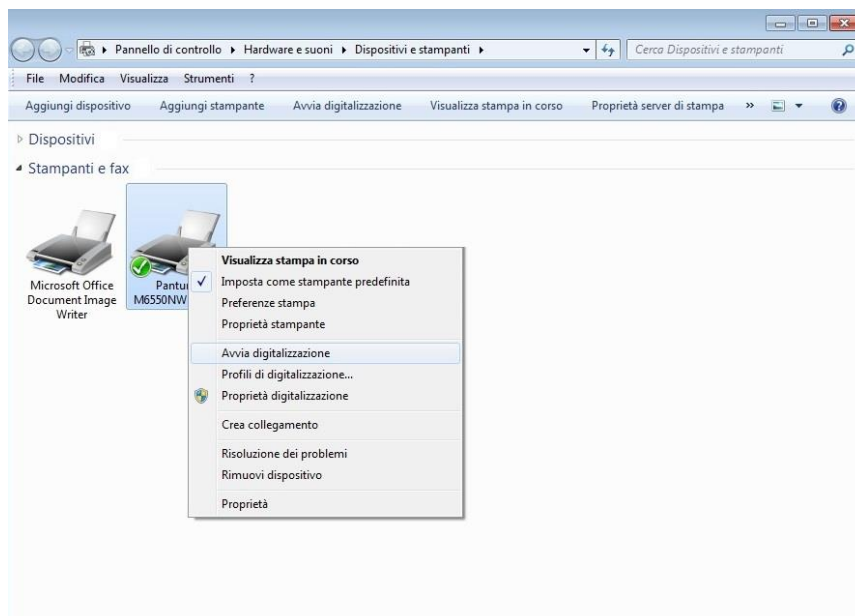 Pannello di controllo Hardware e suoni Dispositivi e stampanti Cerca Dispositivi e stampanti
File Modifica Visualizza Strumenti ?
Aggiungi dispositivo Aggiungi stampante Avvia digitalizzazione Visualizza stampa in corso Proprietà server di stampa »
Dispositivi
Stampanti e fax
Microsoft Office
Document Image
Writer
Pantu
M6550NW
Visualizza stampa in corso
Imposta come stampante predefinita
Preferenze stampa
Proprietà stampante
Avvia digitalizzazione
Profili di digitalizzazione...
Proprietà digitalizzazione
Crea collegamento
Risoluzione dei problemi
Rimuovi dispositivo
Proprietà